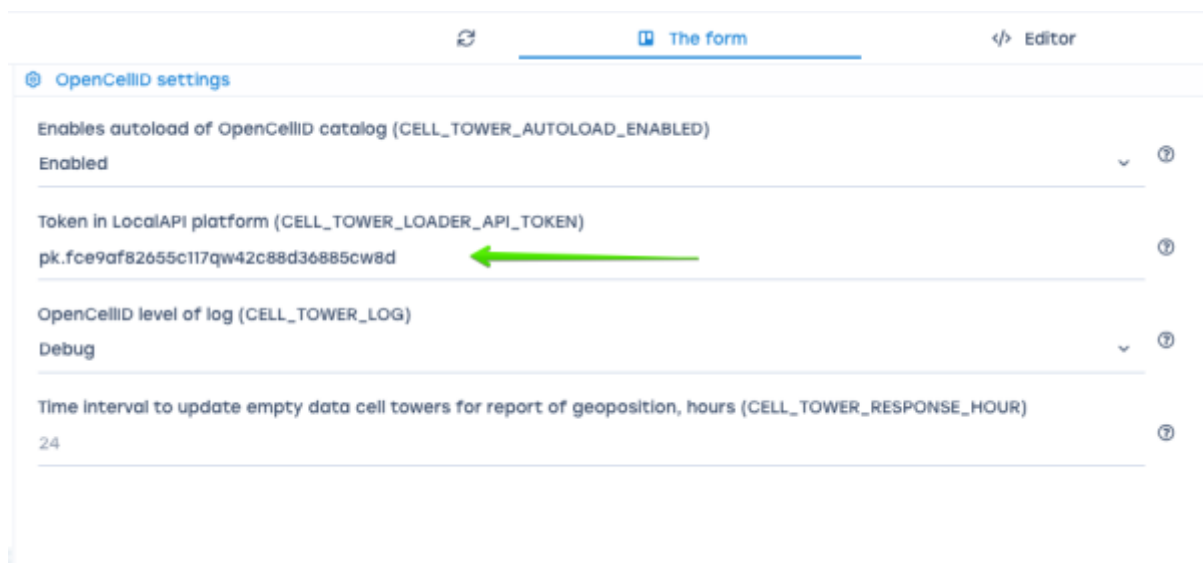 The form
</> Editor
OpenCellID settings
Enables autoload of OpenCellID catalog (CELL_TOWER_AUTOLOAD_ENABLED)
Enabled
Token in LocalAPI platform (CELL_TOWER_LOADER_API_TOKEN)
pk.fce9af82655c117qw42c88d36885cw8d
OpenCellID level of log (CELL_TOWER_LOG)
Debug
Time interval to update empty data cell towers for report of geoposition, hours (CELL_TOWER_RESPONSE_HOUR)
24